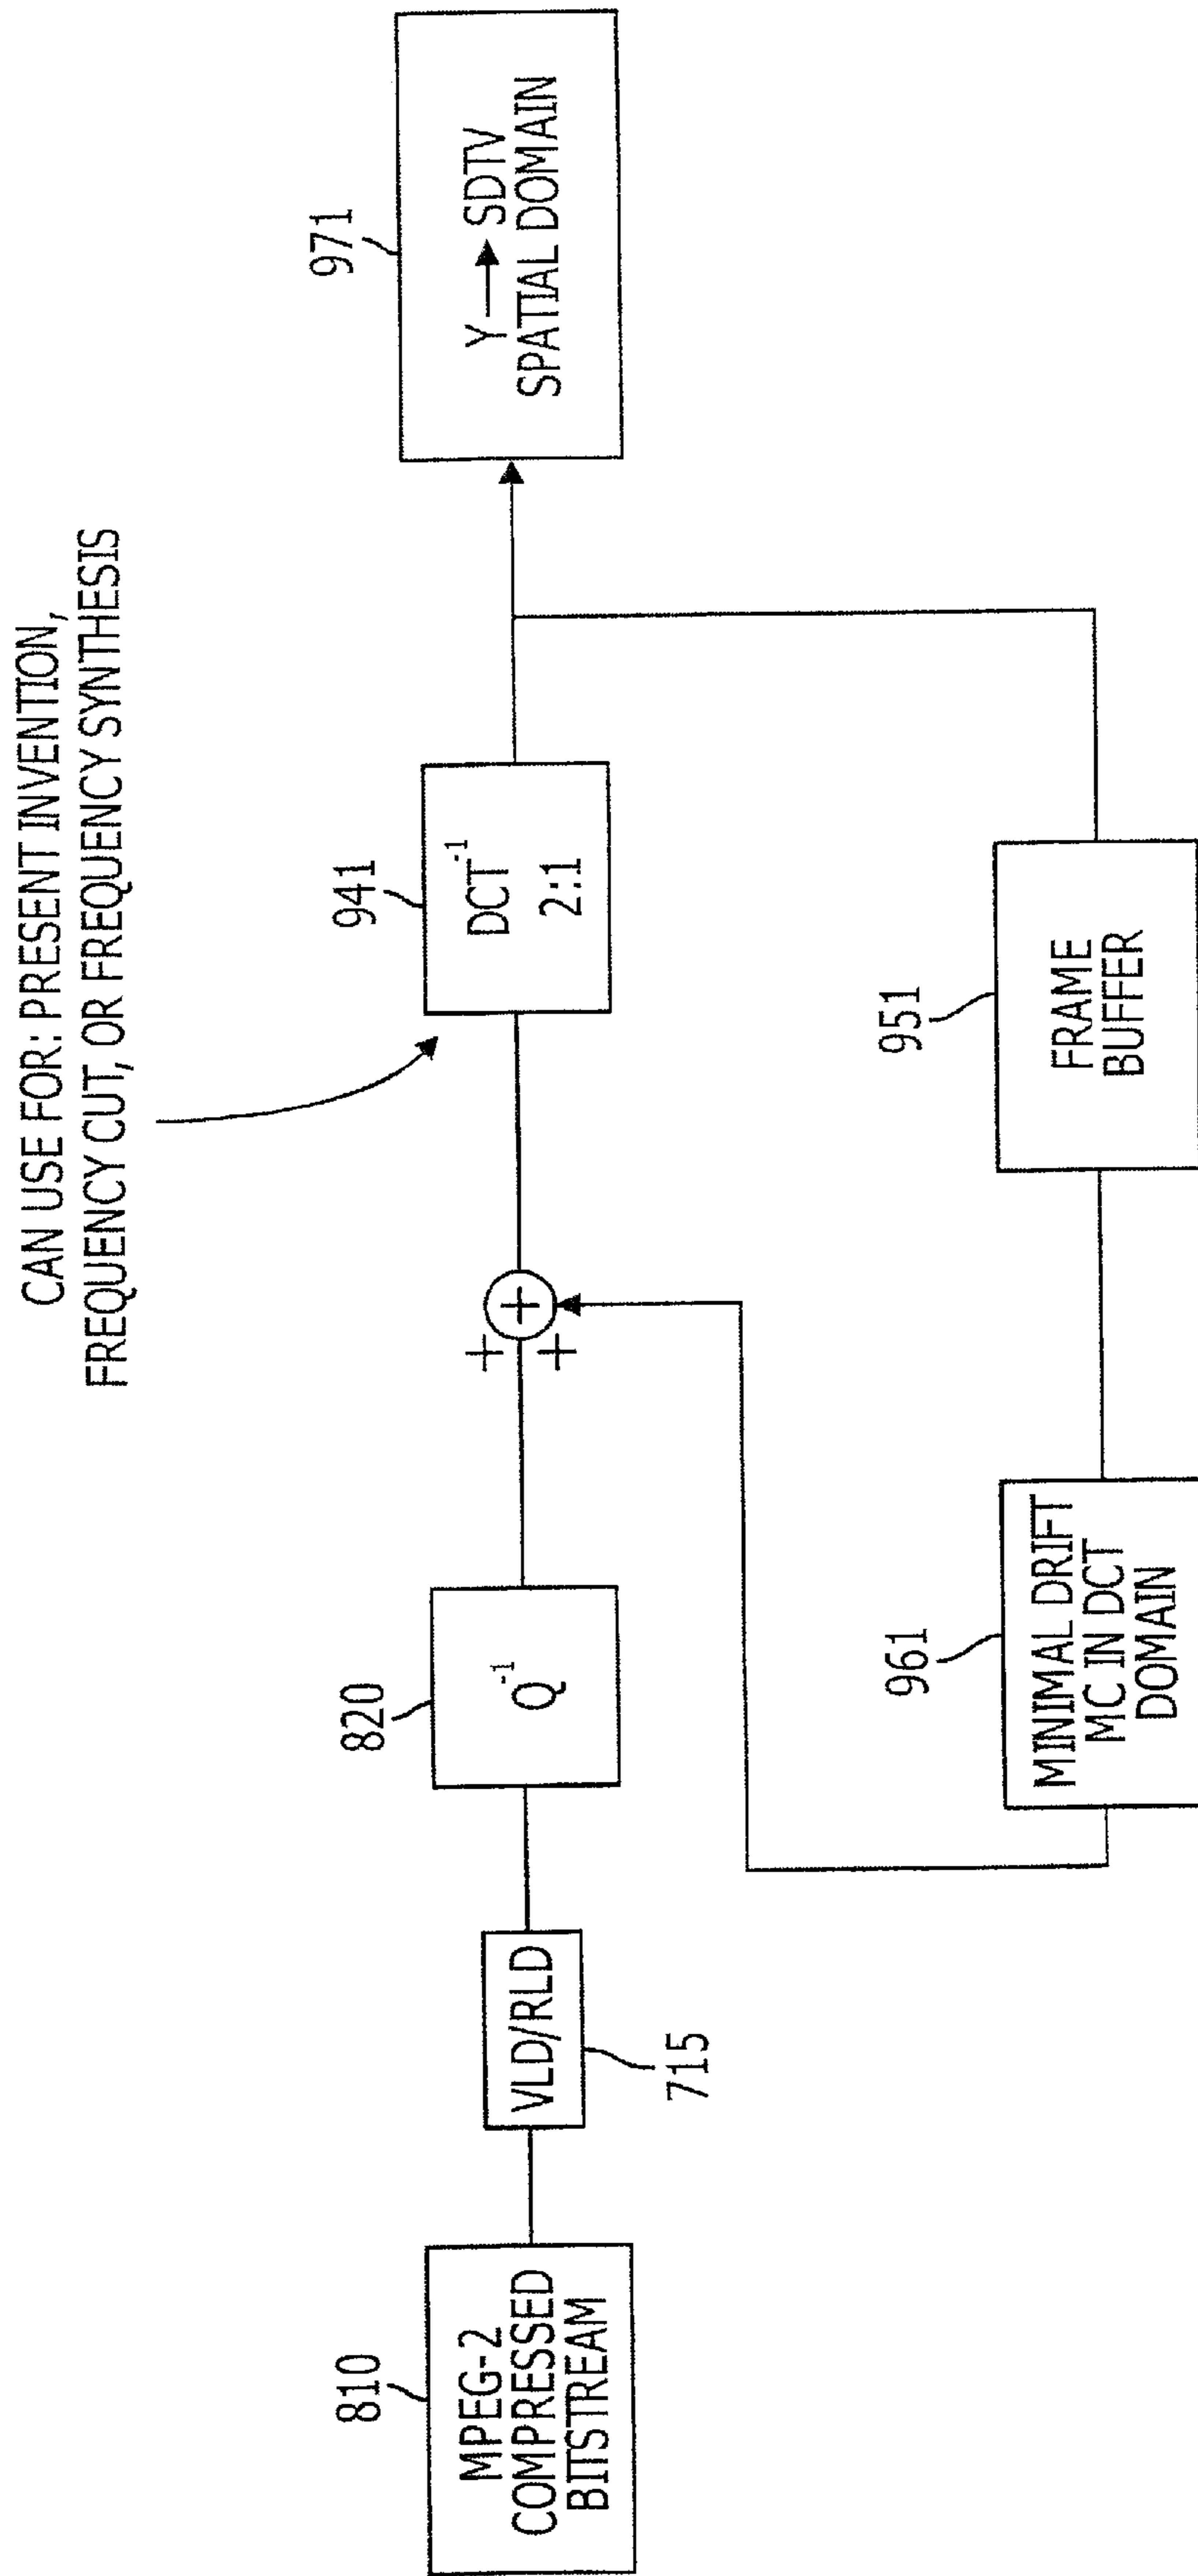 CAN USE FOR: PRESENT INVENTION,
FREQUENCY CUT, OR FREQUENCY SYNTHESIS
810
MPEG-2
COMPRESSED
BITSTREAM
VLD/RLD
715
820
Q-1
+
+
+
941
DCT-1
2:1
971
Y → SDTV
SPATIAL DOMAIN
961
MINIMAL DRIFT
MC IN DCT
DOMAIN
951
FRAME
BUFFER